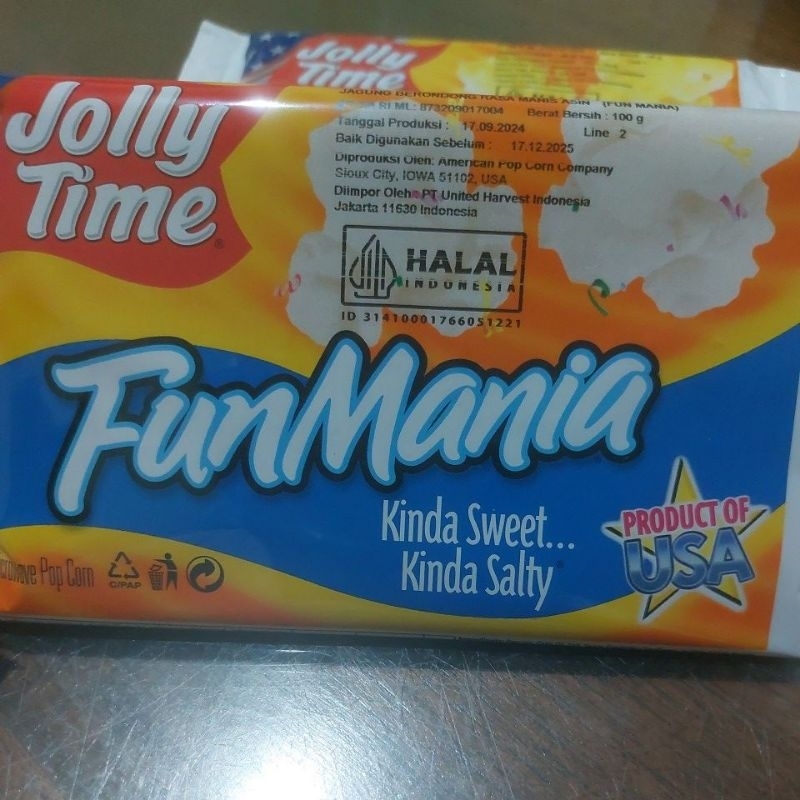 Jolly
Time
Jolly
Time®
JAGUNG BERONDONG RASA MANIS ASIN (FUN MANIA)
RI ML: 873209017004 Berat Bersih : 100 g
Tanggal Produksi : 17.09.2024 Line 2
Baik Digunakan Sebelum : 17.12.2025
Diproduksi Oleh: American Pop Corn Company
Sioux City, IOWA 51102, USA
Diimpor Oleh: PT United Harvest Indonesia
Jakarta 11630 Indonesia
HALAL
INDONESIA
ID 31410001766051221
FunMania
Kinda Sweet...
Kinda Salty
PRODUCT OF
USA
Pop Corn
C/PAP